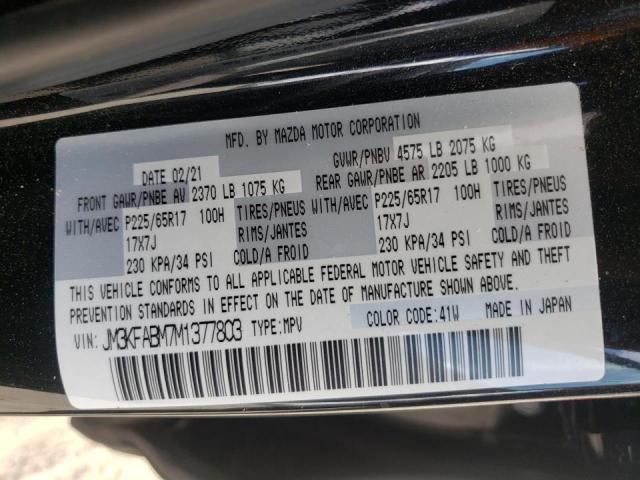 MFD. BY MAZDA MOTOR CORPORATION
DATE 02/21 GVWR/PNBV 4575 LB 2075 KG
FRONT GAWR/PNBE AV 2370 LB 1075 KG REAR GAWR/PNBE AR 2205 LB 1000 KG
WITH/AVEC P225/65R17 100H TIRES/PNEUS WITH/AVEC P225/65R17 100H TIRES/PNEUS
17X7J RIMS/JANTES 17X7J RIMS/JANTES
230 KPA/34 PSI COLD/A FROID 230 KPA/34 PSI COLD/A FROID
THIS VEHICLE CONFORMS TO ALL APPLICABLE FEDERAL MOTOR VEHICLE SAFETY AND THEFT
PREVENTION STANDARDS IN EFFECT ON THE DATE OF MANUFACTURE SHOWN ABOVE.
VIN: JM3KFABM7M1377803 TYPE:MPV COLOR CODE:41W MADE IN JAPAN